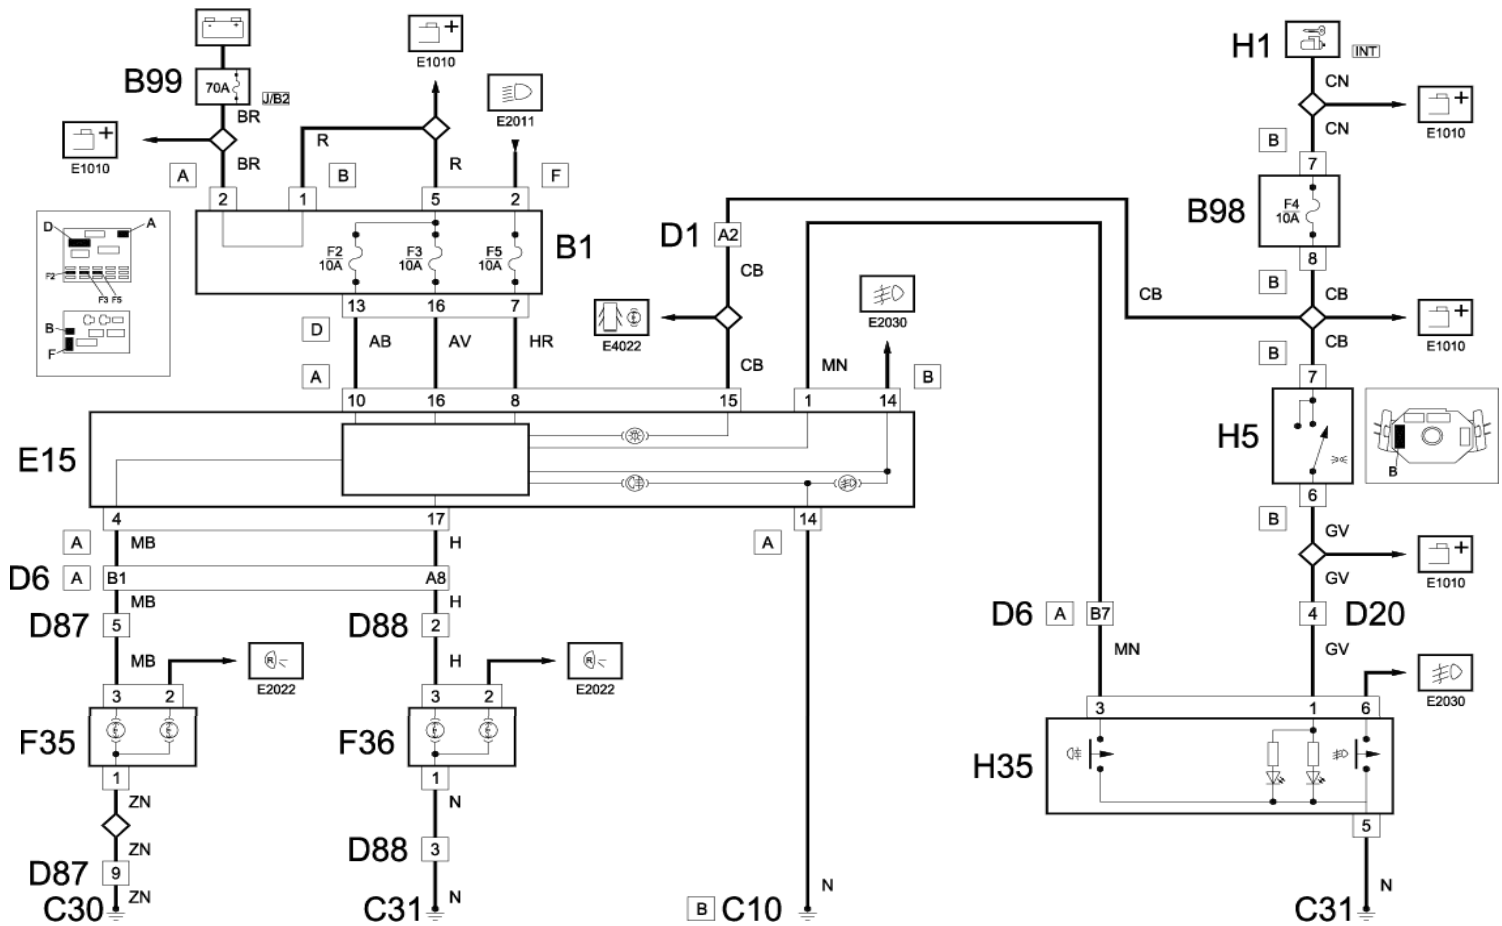 H1
INT
B99
70A
J/B2
E1010
BR
CN
E2011
E1010
CN
E1010
R
B
BR
R
A
B
F
7
2
1
5
2
B98
F4
10A
D
A
F2
F3 F5
B
F
F2
10A
F3
10A
F5
10A
B1
D1
A2
8
CB
B
CB
E2030
CB
E1010
E4022
CB
13
16
7
D
AB
AV
HR
CB
MN
B
B
A
7
10
16
8
15
1
14
H5
B
E15
6
4
17
14
B
A
MB
H
A
GV
E1010
D6
A
B1
A8
GV
MB
H
D87
5
D88
2
D6
A
B7
4
D20
MB
E2022
H
E2022
MN
GV
E2030
3
2
3
2
3
1
6
F35
R
F36
R
H35
1
1
ZN
N
5
ZN
D87
9
D88
3
ZN
N
N
N
C30
C31
B
C10
C31